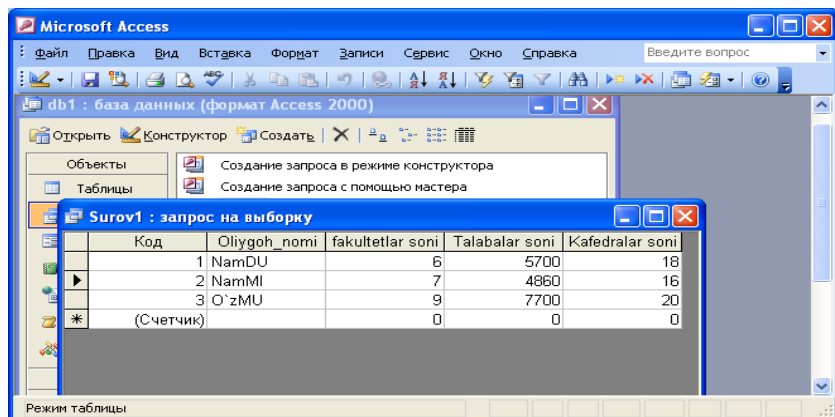 Microsoft Access
Файл Правка Вид Вставка Формат Записи Сервис Окно Справка Введите вопрос
db1 : база данных (формат Access 2000)
Открыть Конструктор Создать
Объекты Создание запроса в режиме конструктора
Таблицы Создание запроса с помощью мастера
Surov1 : запрос на выборку
Код Oliygoh_nomi fakultetlar soni Talabalar soni Kafedralar soni
1 NamDU 6 5700 18
2 NamMI 7 4860 16
3 O`zMU 9 7700 20
(Счетчик) 0 0 0
Режим таблицы